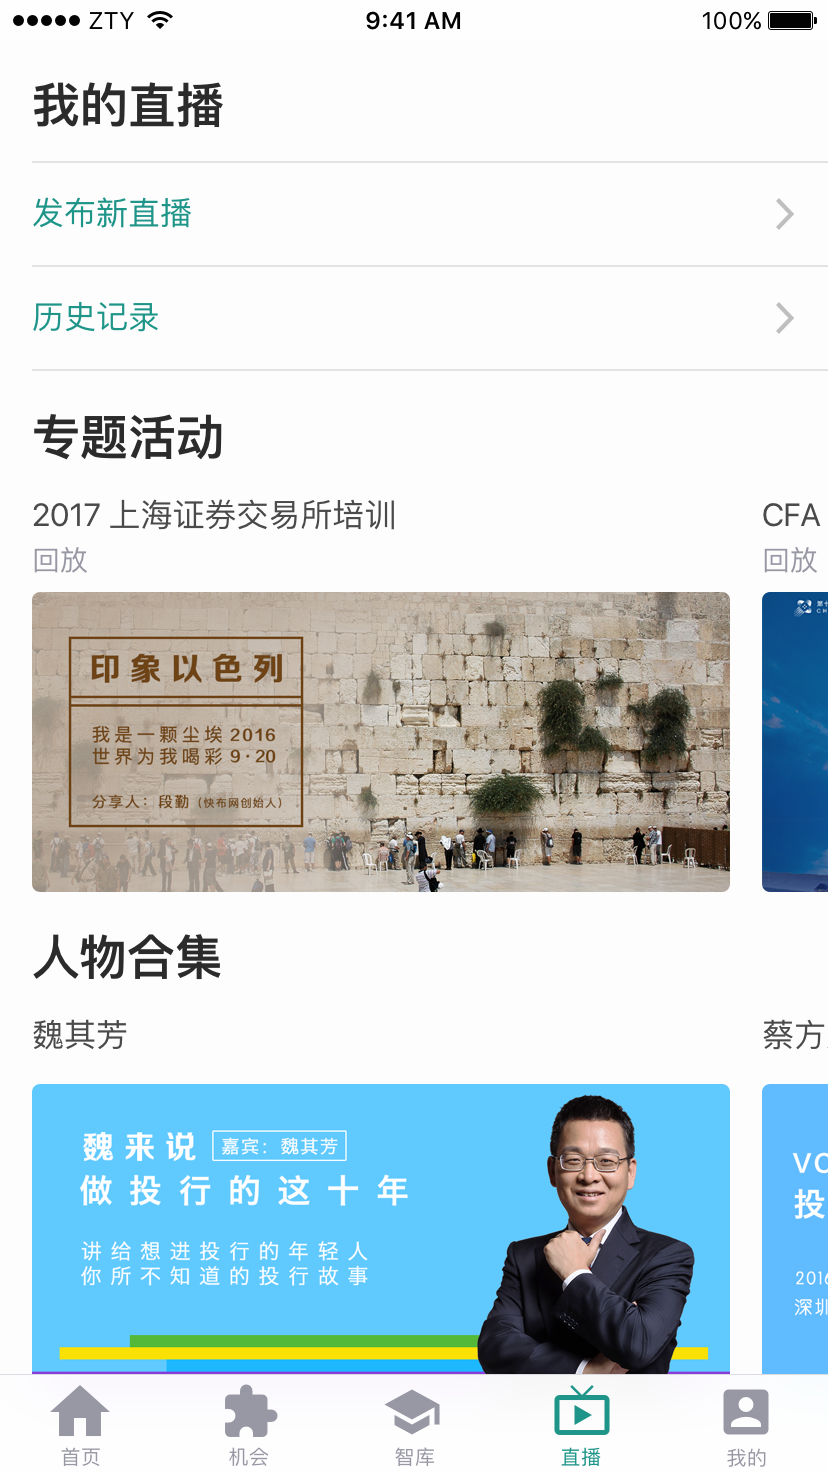 ZTY 9:41 AM 100%
我的直播
发布新直播
历史记录
专题活动
2017 上海证券交易所培训
CFA
回放
回放
印象以色列
我是一颗尘埃 2016
世界为我喝彩 9·20
分享人：段勤（快布网创始人）
人物合集
魏其芳
蔡方
魏来说 嘉宾：魏其芳
做投行的这十年
讲给想进投行的年轻人
你所不知道的投行故事
投
深圳
首页
机会
智库
直播
我的